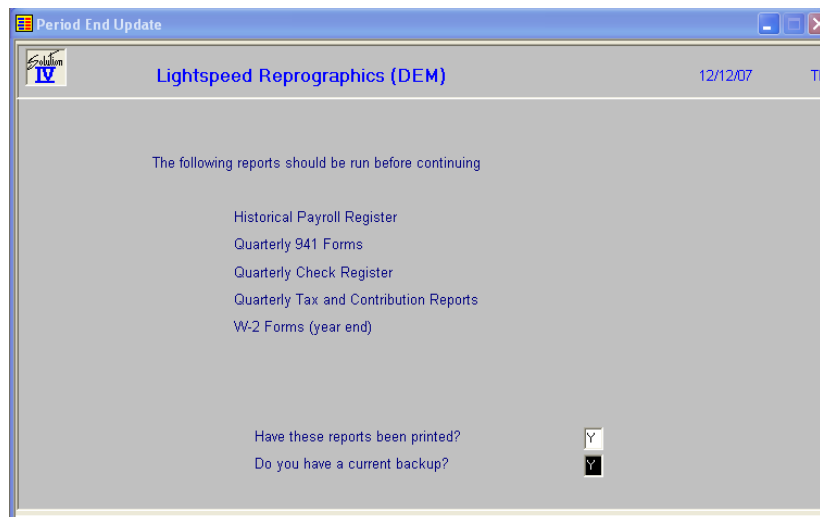 Period End Update
Solution
IV
Lightspeed Reprographics (DEM) 12/12/07
The following reports should be run before continuing
Historical Payroll Register
Quarterly 941 Forms
Quarterly Check Register
Quarterly Tax and Contribution Reports
W-2 Forms (year end)
Have these reports been printed? Y
Do you have a current backup? Y